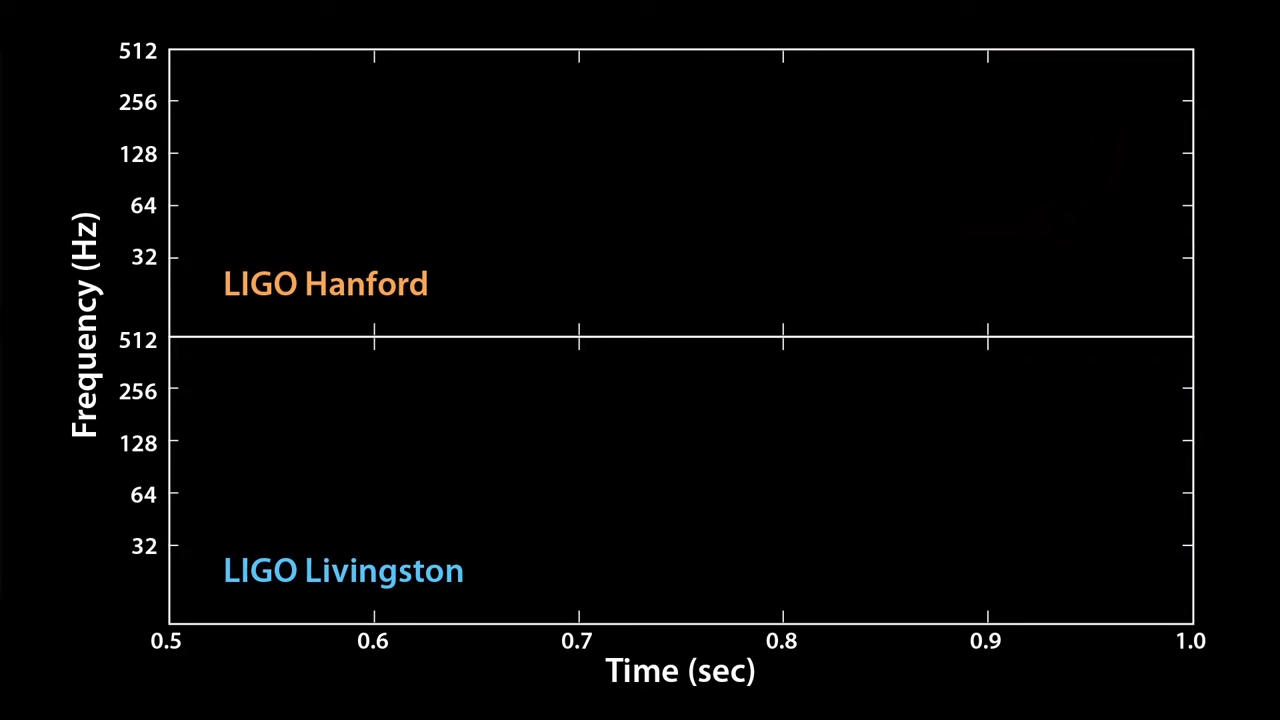 Frequency (Hz)
512
256
128
64
32
LIGO Hanford
512
256
128
64
32
LIGO Livingston
0.5 0.6 0.7 0.8 0.9 1.0
Time (sec)